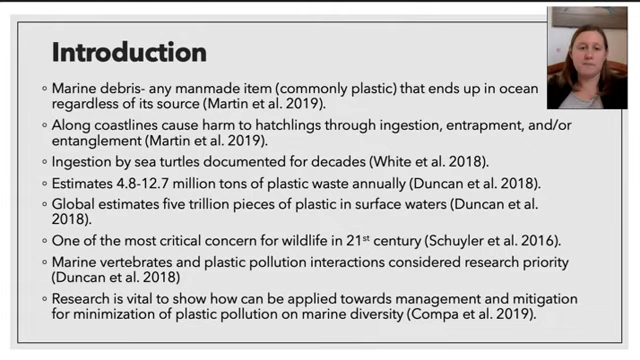 Introduction
◦ Marine debris- any manmade item (commonly plastic) that ends up in ocean
regardless of its source (Martin et al. 2019).
◦ Along coastlines cause harm to hatchlings through ingestion, entrapment, and/or
entanglement (Martin et al. 2019).
◦ Ingestion by sea turtles documented for decades (White et al. 2018).
◦ Estimates 4.8-12.7 million tons of plastic waste annually (Duncan et al. 2018).
◦ Global estimates five trillion pieces of plastic in surface waters (Duncan et al.
2018).
◦ One of the most critical concern for wildlife in 21st century (Schuyler et al. 2016).
◦ Marine vertebrates and plastic pollution interactions considered research priority
(Duncan et al. 2018)
◦ Research is vital to show how can be applied towards management and mitigation
for minimization of plastic pollution on marine diversity (Compa et al. 2019).